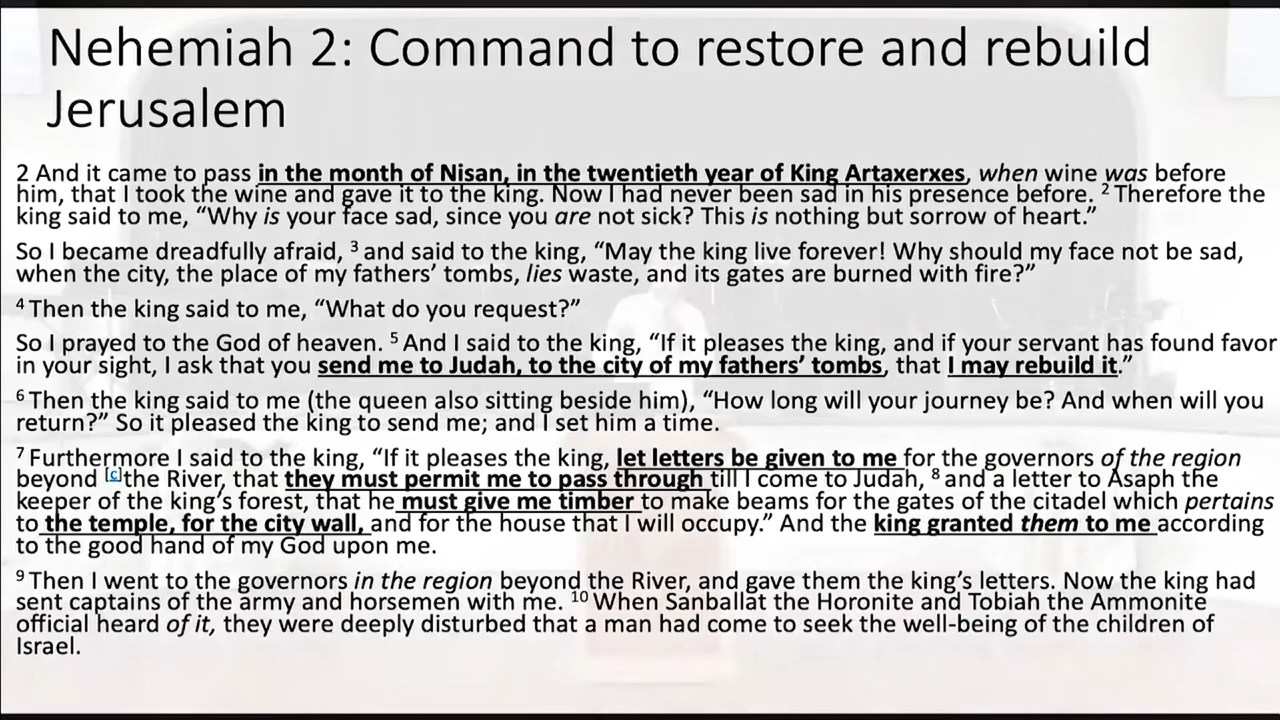 Nehemiah 2: Command to restore and rebuild
Jerusalem
2 And it came to pass in the month of Nisan, in the twentieth year of King Artaxerxes, when wine was before
him, that I took the wine and gave it to the king. Now I had never been sad in his presence before. 2 Therefore the
king said to me, “Why is your face sad, since you are not sick? This is nothing but sorrow of heart.”
So I became dreadfully afraid, 3 and said to the king, “May the king live forever! Why should my face not be sad,
when the city, the place of my fathers’ tombs, lies waste, and its gates are burned with fire?”
4 Then the king said to me, “What do you request?”
So I prayed to the God of heaven. 5 And I said to the king, “If it pleases the king, and if your servant has found favor
in your sight, I ask that you send me to Judah, to the city of my fathers’ tombs, that I may rebuild it.”
6 Then the king said to me (the queen also sitting beside him), “How long will your journey be? And when will you
return?” So it pleased the king to send me; and I set him a time.
7 Furthermore I said to the king, “If it pleases the king, let letters be given to me for the governors of the region
beyond [c]the River, that they must permit me to pass through till I come to Judah, 8 and a letter to Asaph the
keeper of the king’s forest, that he must give me timber to make beams for the gates of the citadel which pertains
to the temple, for the city wall, and for the house that I will occupy.” And the king granted them to me according
to the good hand of my God upon me.
9 Then I went to the governors in the region beyond the River, and gave them the king’s letters. Now the king had
sent captains of the army and horsemen with me. 10 When Sanballat the Horonite and Tobiah the Ammonite
official heard of it, they were deeply disturbed that a man had come to seek the well-being of the children of
Israel.